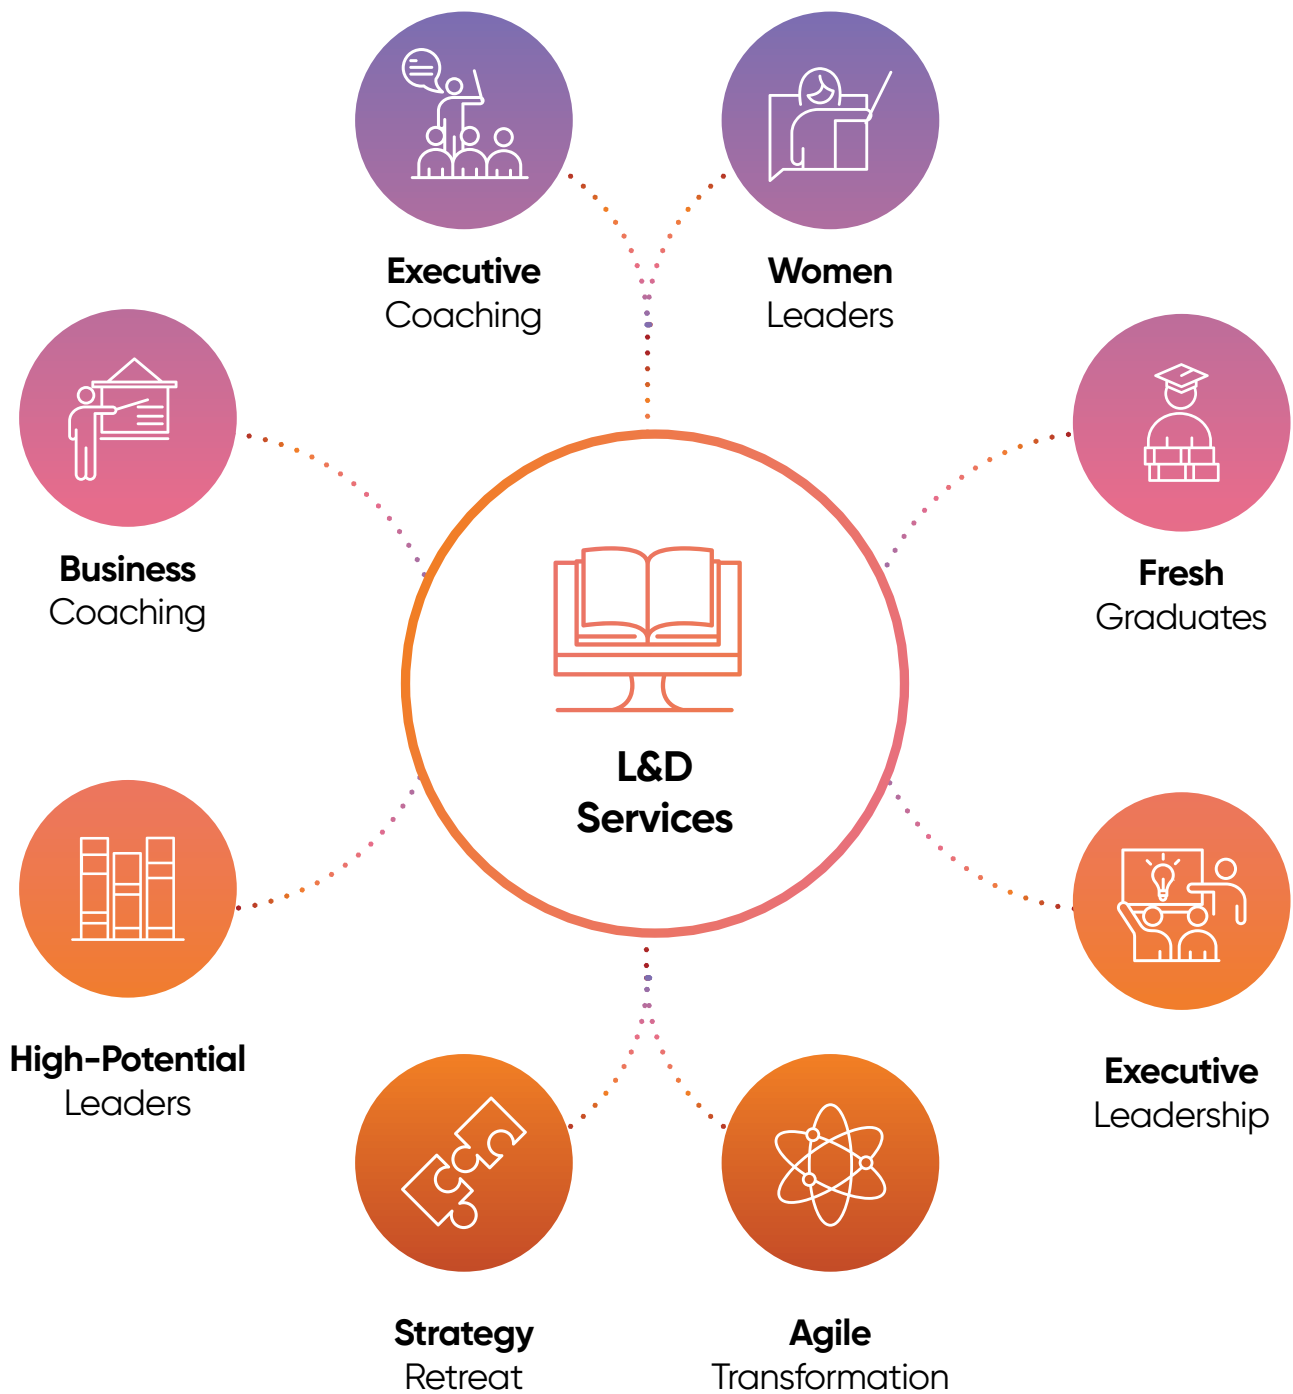 Executive
Coaching
Women
Leaders
Business
Coaching
Fresh
Graduates
L&D
Services
High-Potential
Leaders
Executive
Leadership
Strategy
Retreat
Agile
Transformation